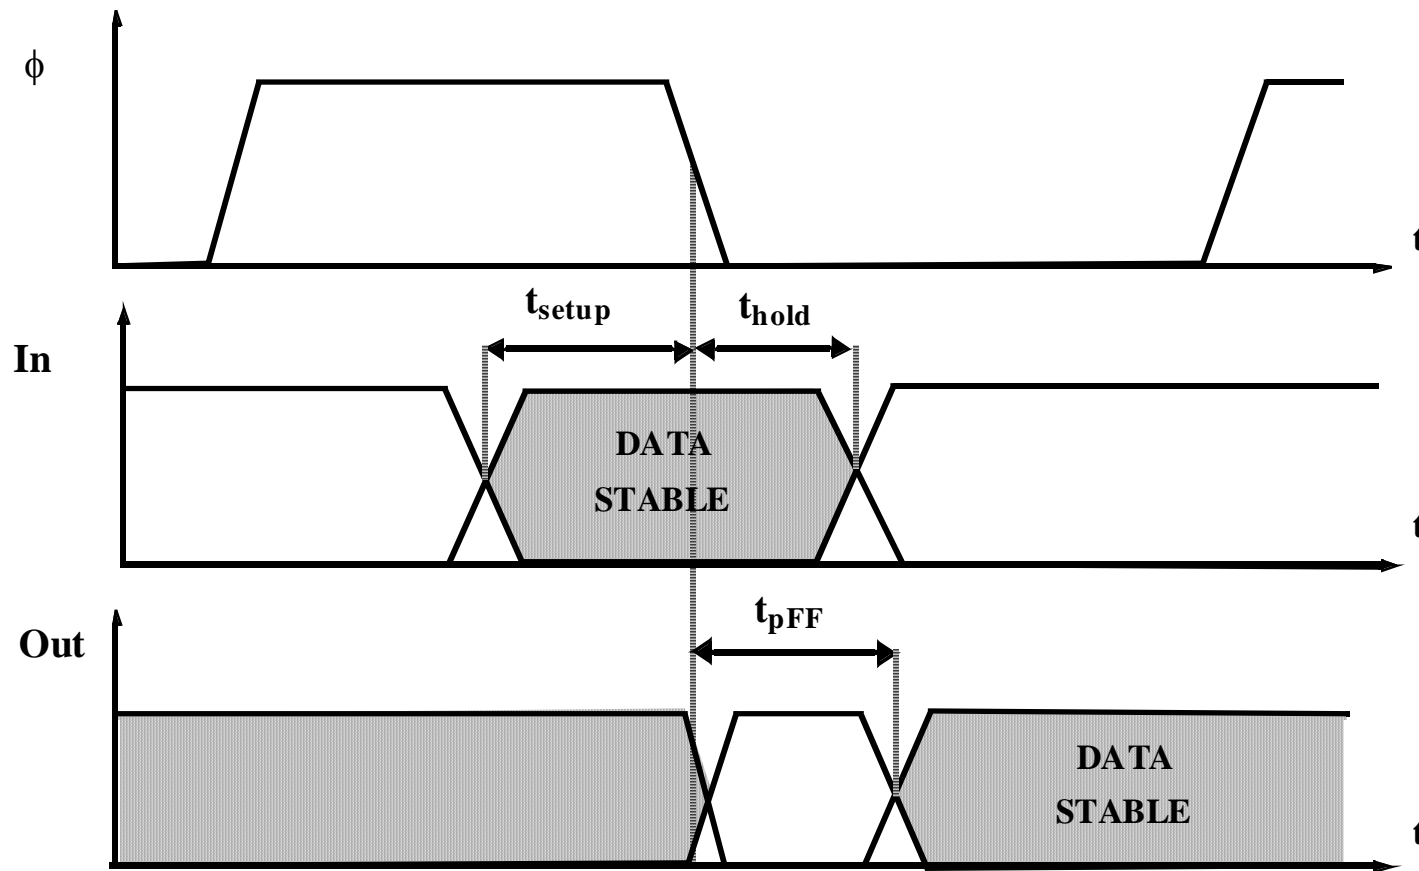 ϕ
t
t_setup
t_hold
In
DATA
STABLE
t
t_pFF
Out
DATA
STABLE
t